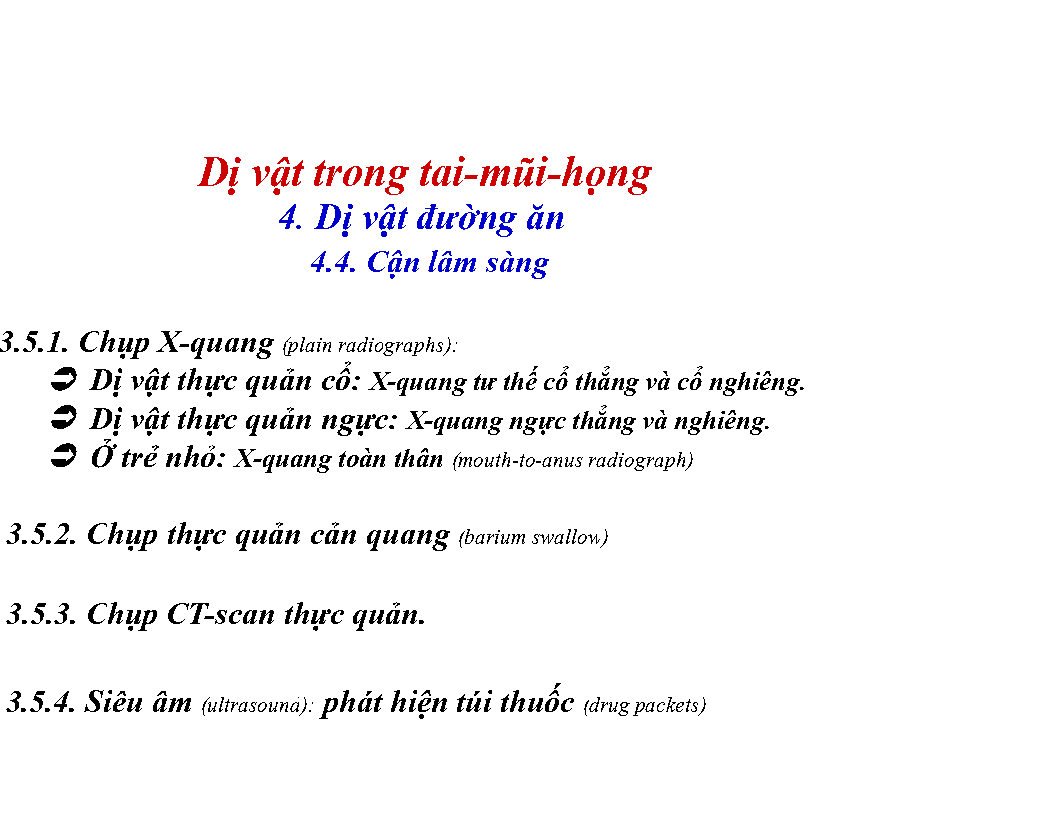 Dị vật trong tai-mũi-họng
4. Dị vật đường ăn
4.4. Cận lâm sàng
3.5.1. Chụp X-quang (plain radiographs):
➲ Dị vật thực quản cổ: X-quang tư thế cổ thẳng và cổ nghiêng.
➲ Dị vật thực quản ngực: X-quang ngực thẳng và nghiêng.
➲ Ở trẻ nhỏ: X-quang toàn thân (mouth-to-anus radiograph)
3.5.2. Chụp thực quản cản quang (barium swallow)
3.5.3. Chụp CT-scan thực quản.
3.5.4. Siêu âm (ultrasound): phát hiện túi thuốc (drug packets)